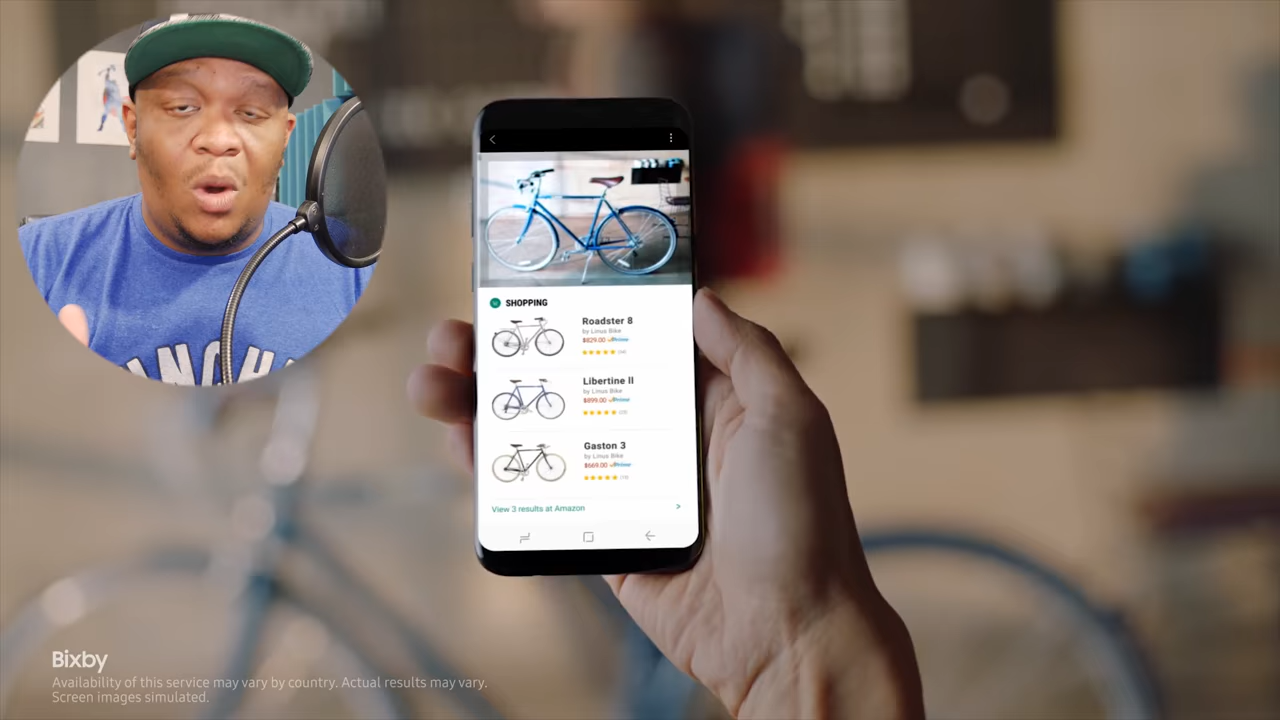 SHOPPING
Roadster 8
by Linus Bike
$829.00
Libertine II
by Linus Bike
$899.00
Gaston 3
by Linus Bike
$669.00
View 3 results at Amazon
Bixby
Availability of this service may vary by country. Actual results may vary.
Screen images simulated.